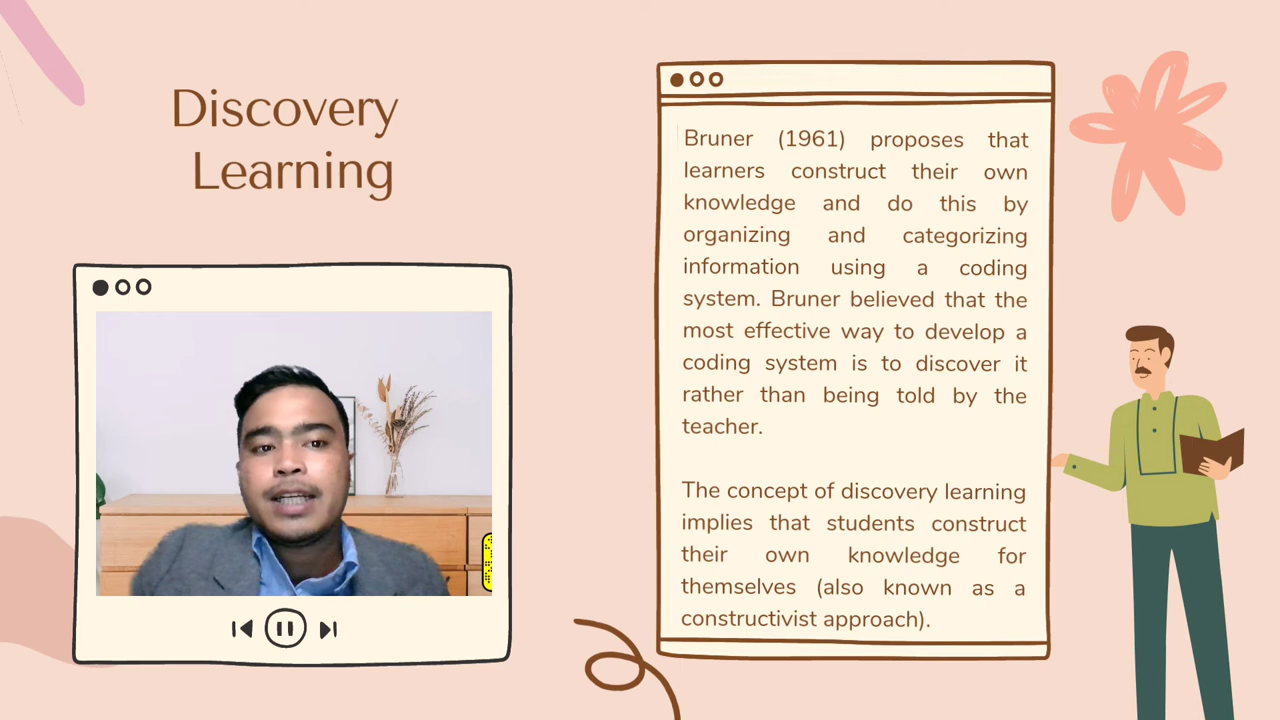 Discovery
Learning
Bruner (1961) proposes that
learners construct their own
knowledge and do this by
organizing and categorizing
information using a coding
system. Bruner believed that the
most effective way to develop a
coding system is to discover it
rather than being told by the
teacher.
The concept of discovery learning
implies that students construct
their own knowledge for
themselves (also known as a
constructivist approach).